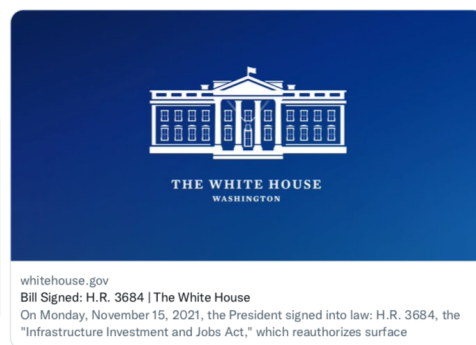 THE WHITE HOUSE
WASHINGTON
whitehouse.gov
Bill Signed: H.R. 3684 | The White House
On Monday, November 15, 2021, the President signed into law: H.R. 3684, the
"Infrastructure Investment and Jobs Act," which reauthorizes surface